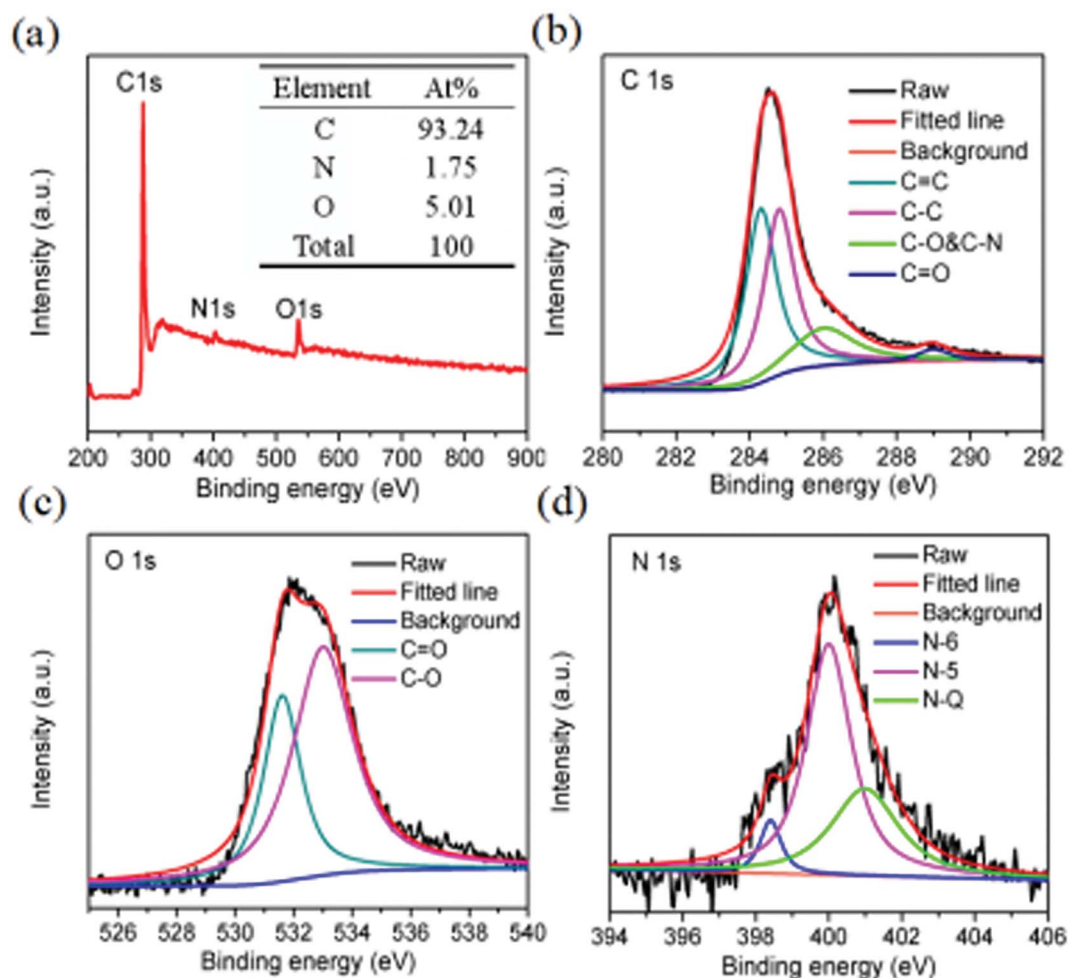 (a)
C1s
N1s
O1s
Element At%
C 93.24
N 1.75
O 5.01
Total 100
Intensity (a.u.)
200 300 400 500 600 700 800 900
Binding energy (eV)
(b)
C 1s
Raw
Fitted line
Background
C=C
C-C
C-O&C-N
C=O
Intensity (a.u.)
280 282 284 286 288 290 292
Binding energy (eV)
(c)
O 1s
Raw
Fitted line
Background
C=O
C-O
Intensity (a.u.)
526 528 530 532 534 536 538 540
Binding energy (eV)
(d)
N 1s
Raw
Fitted line
Background
N-6
N-5
N-Q
Intensity (a.u.)
394 396 398 400 402 404 406
Binding energy (eV)